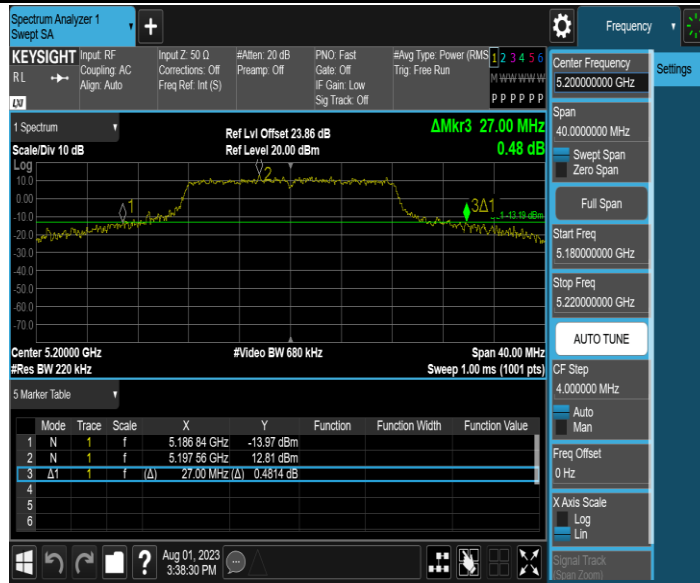 Spectrum Analyzer 1
Swept SA
+
Frequency
KEYSIGHT
RL
LXI
Input: RF
Coupling: AC
Align: Auto
Input Z: 50 Ω
Corrections: Off
Freq Ref: Int (S)
#Atten: 20 dB
Preamp: Off
PNO: Fast
Gate: Off
IF Gain: Low
Sig Track: Off
#Avg Type: Power (RMS
Trig: Free Run
1 2 3 4 5 6
M W W W W W
P P P P P P
Center Frequency
5.200000000 GHz
Settings
Span
40.0000000 MHz
Swept Span
Zero Span
Full Span
Start Freq
5.180000000 GHz
Stop Freq
5.220000000 GHz
AUTO TUNE
CF Step
4.000000 MHz
Auto
Man
Freq Offset
0 Hz
X Axis Scale
Log
Lin
Signal Track
(Span Zoom)
1 Spectrum
Scale/Div 10 dB
Ref Lvl Offset 23.86 dB
Ref Level 20.00 dBm
ΔMkr3 27.00 MHz
0.48 dB
Log
10.0
0.00
-10.0
-20.0
-30.0
-40.0
-50.0
-60.0
-70.0
1
2
3Δ1
-13.19 dBm
Center 5.20000 GHz
#Video BW 680 kHz
Span 40.00 MHz
#Res BW 220 kHz
Sweep 1.00 ms (1001 pts)
5 Marker Table
Mode Trace Scale X Y Function Function Width Function Value
1 N 1 f 5.186 84 GHz -13.97 dBm
2 N 1 f 5.197 56 GHz 12.81 dBm
3 Δ1 1 f (Δ) 27.00 MHz (Δ) 0.4814 dB
4
5
6
?
Aug 01, 2023
3:38:30 PM